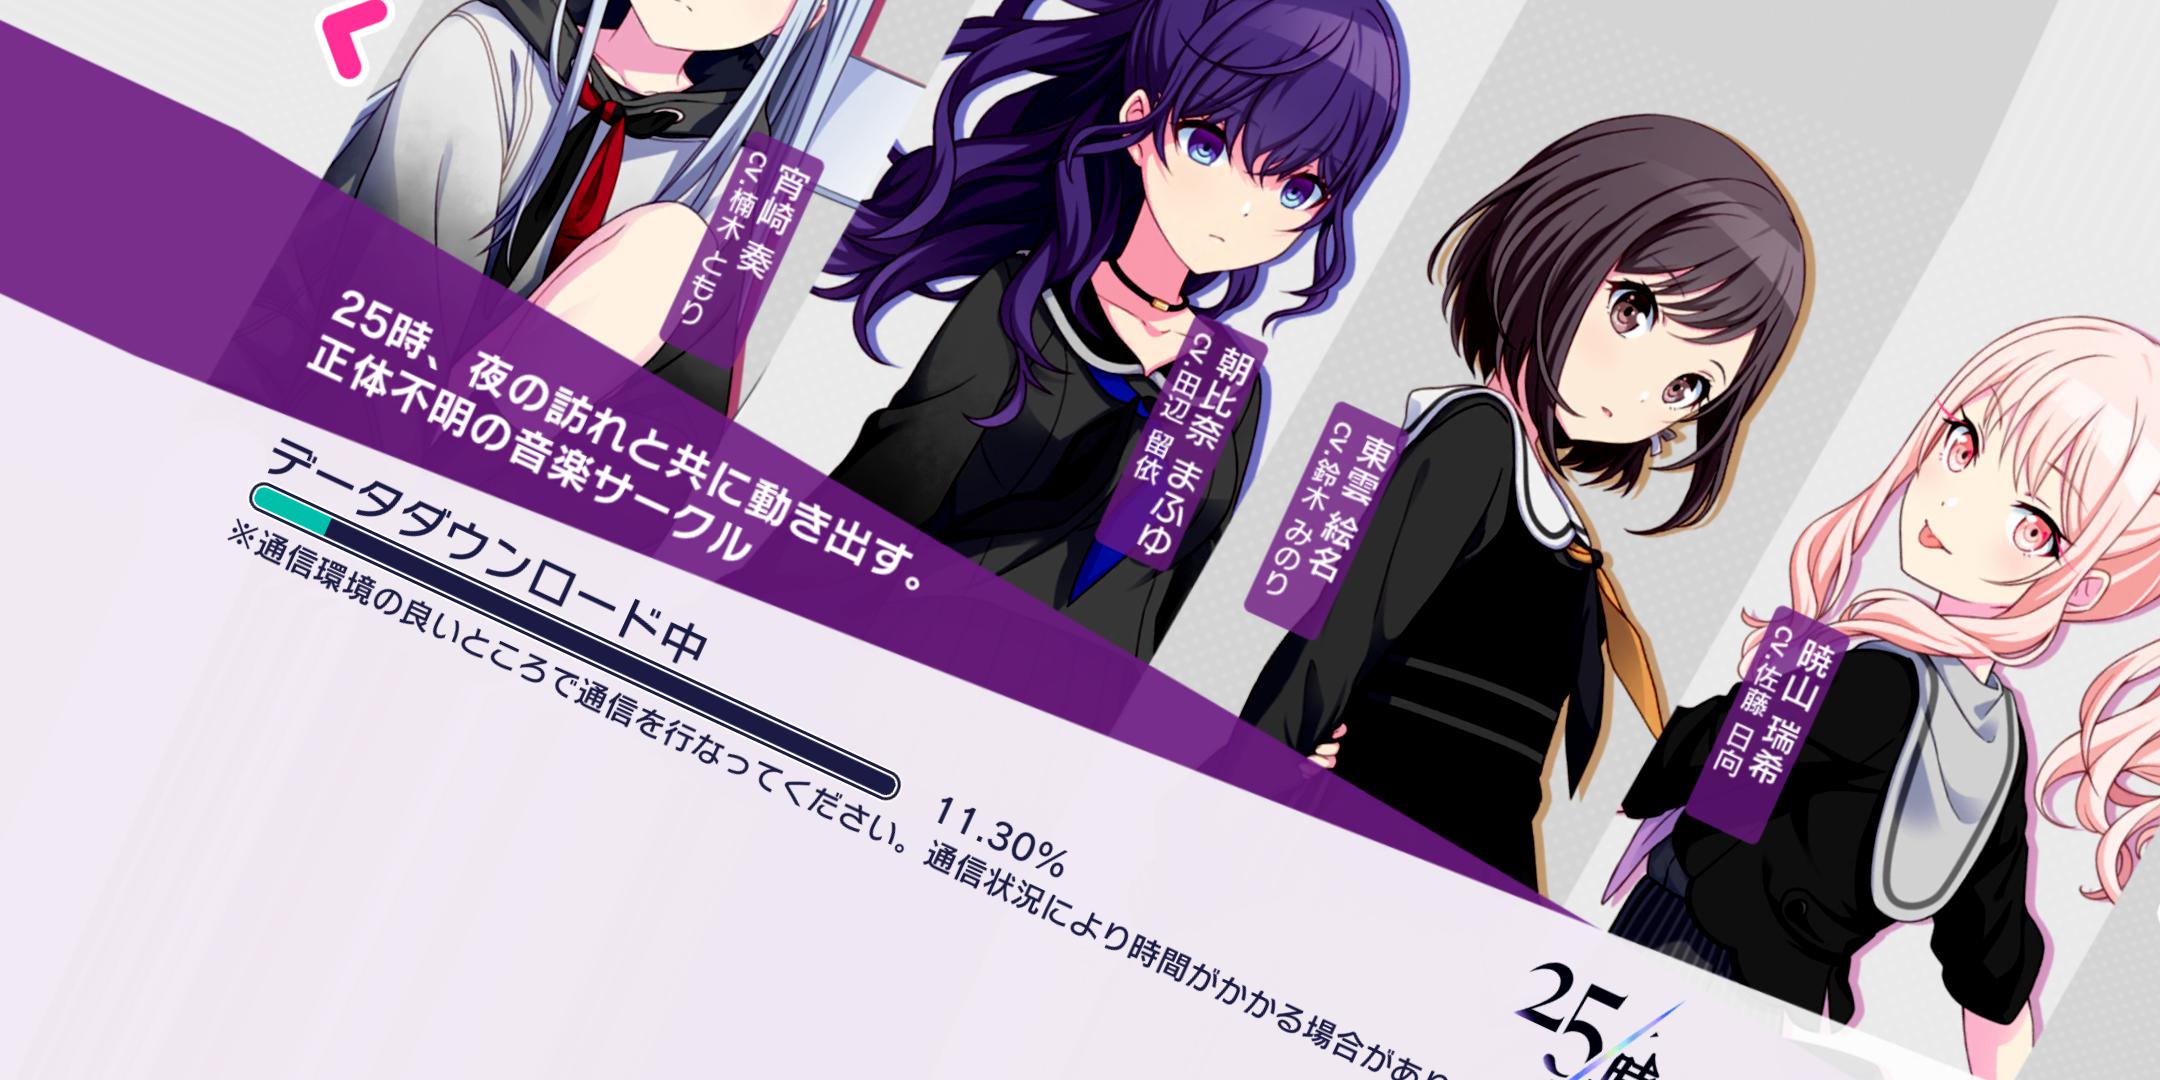 宵崎 奏
cv.楠木 ともり
朝比奈 まふゆ
cv.田辺 留依
東雲 絵名
cv.鈴木 みのり
暁山 瑞希
cv.佐藤 日向
25時、夜の訪れと共に動き出す。
正体不明の音楽サークル
データダウンロード中
11.30%
※通信環境の良いところで通信を行なってください。通信状況により時間がかかる場合があり
25時